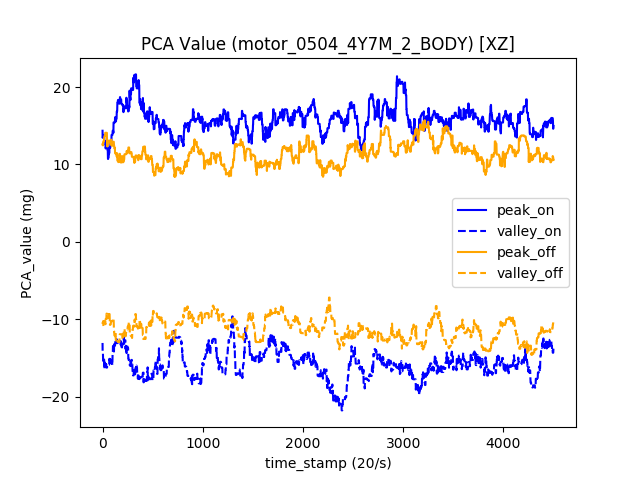 PCA Value (motor_0504_4Y7M_2_BODY) [XZ]
PCA_value (mg)
20
10
0
−10
−20
peak_on
valley_on
peak_off
valley_off
0 1000 2000 3000 4000
time_stamp (20/s)